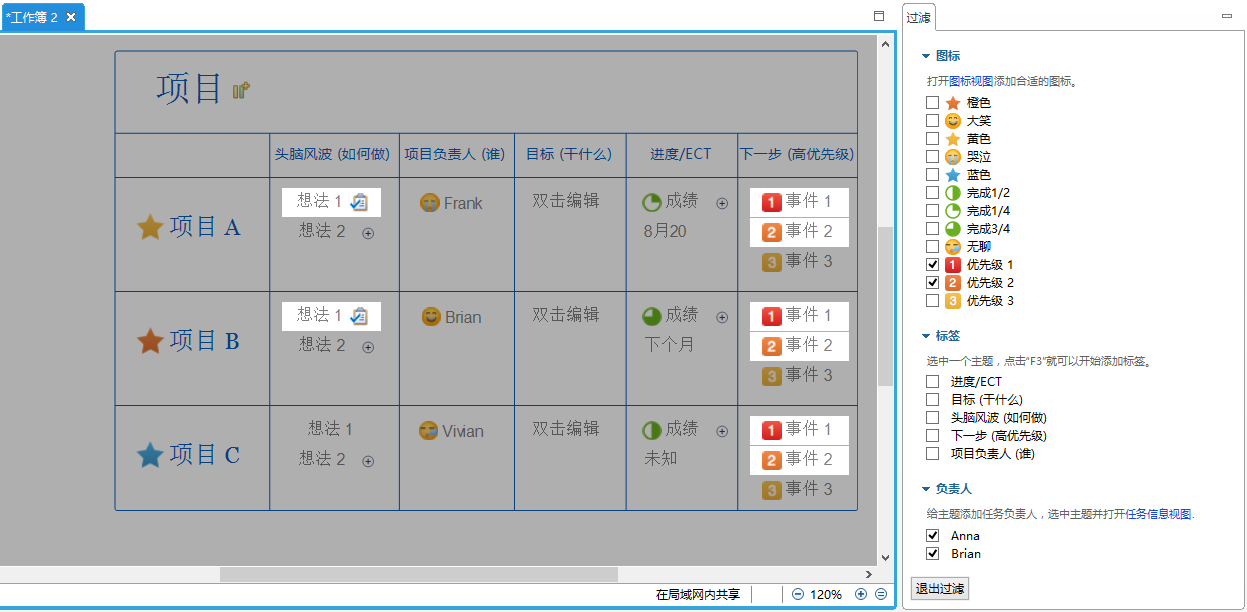 *工作簿 2
项目
头脑风波 (如何做) 项目负责人 (谁) 目标 (干什么) 进度/ECT 下一步 (高优先级)
项目 A
想法 1
想法 2
Frank
双击编辑
成绩
8月20
1 事件 1
2 事件 2
3 事件 3
项目 B
想法 1
想法 2
Brian
双击编辑
成绩
下个月
1 事件 1
2 事件 2
3 事件 3
项目 C
想法 1
想法 2
Vivian
双击编辑
成绩
未知
1 事件 1
2 事件 2
3 事件 3
在局域网内共享 120%
过滤
图标
打开图标视图添加合适的图标。
橙色
大笑
黄色
哭泣
蓝色
完成1/2
完成1/4
完成3/4
无聊
1 优先级 1
2 优先级 2
3 优先级 3
标签
选中一个主题，点击"F3"就可以开始添加标签。
进度/ECT
目标 (干什么)
头脑风波 (如何做)
下一步 (高优先级)
项目负责人 (谁)
负责人
给主题添加任务负责人，选中主题并打开任务信息视图.
Anna
Brian
退出过滤